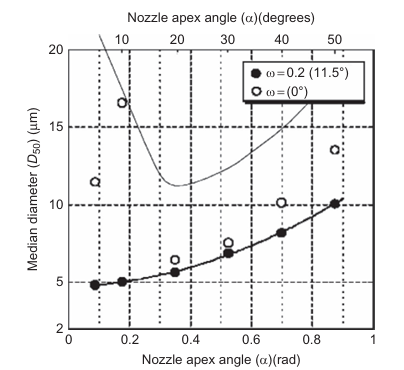 Nozzle apex angle (α)(degrees)
10 20 30 40 50
20
15
10
5
2
Median diameter (D50) (μm)
ω=0.2 (11.5°)
ω=(0°)
0 0.2 0.4 0.6 0.8 1
Nozzle apex angle (α)(rad)